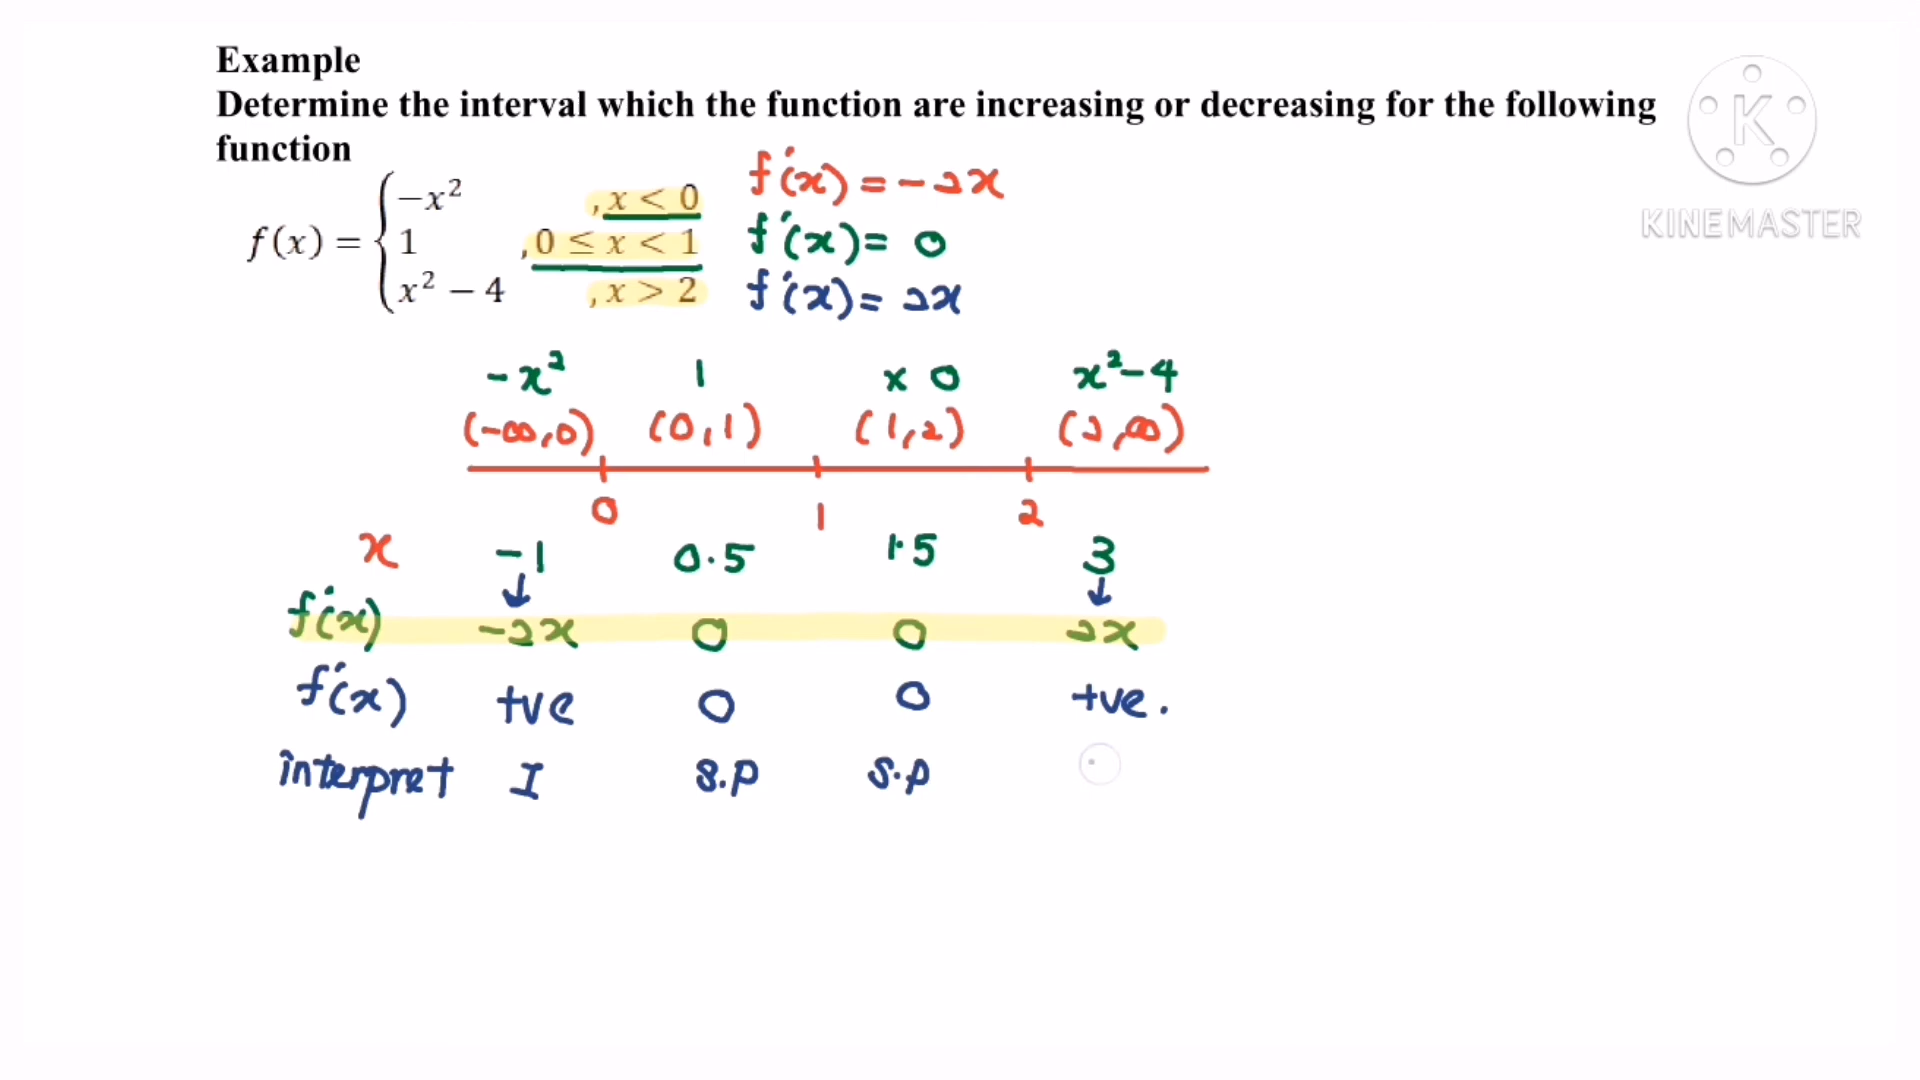 Example
Determine the interval which the function are increasing or decreasing for the following
function
f(x) = { −x² , x < 0
1 , 0 ≤ x < 1
x² − 4 , x > 2
f'(x) = -2x
f'(x) = 0
f'(x) = 2x
K
KINEMASTER
-x² 1 x 0 x²-4
(-∞,0) (0,1) (1,2) (2,∞)
0 1 2
x -1 0.5 1.5 3
f'(x) -2x 0 0 2x
f'(x) +ve 0 0 +ve.
interpret I S.P S.P